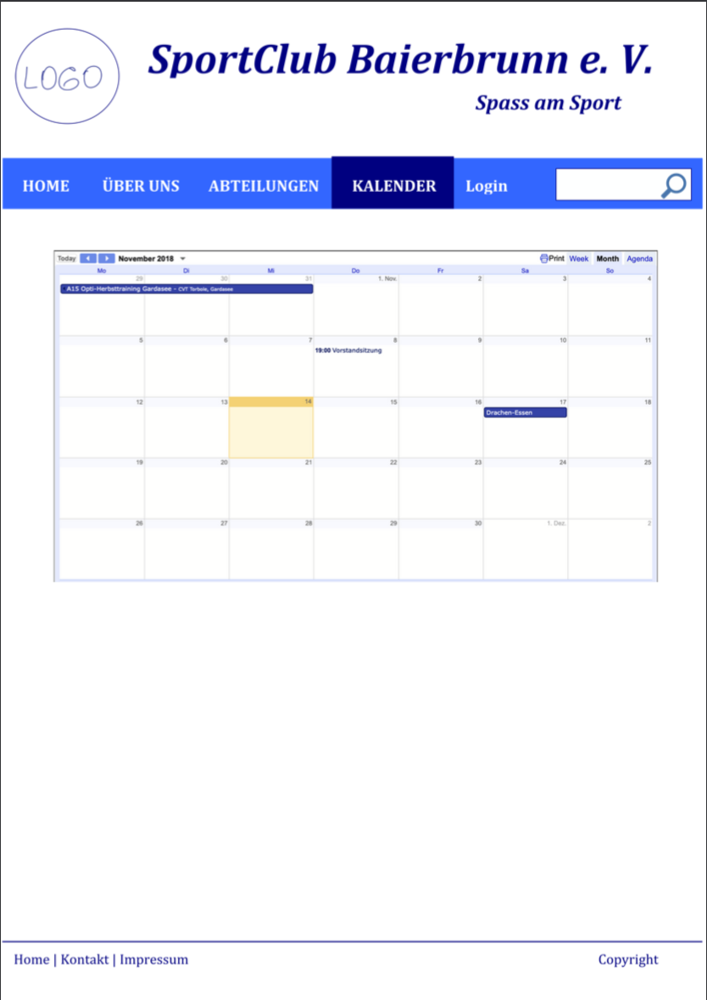 LOGO
SportClub Baierbrunn e. V.
Spass am Sport
HOME ÜBER UNS ABTEILUNGEN KALENDER Login
Today November 2018 Print Week Month Agenda
Mo Di Mi Do Fr Sa So
29 30 31 1. Nov. 2 3 4
A15 Opti-Herbsttraining Gardasee - CVT Torbole, Gardasee
5 6 7 8 9 10 11
19:00 Vorstandsitzung
12 13 14 15 16 17 18
Drachen-Essen
19 20 21 22 23 24 25
26 27 28 29 30 1. Dez. 2
Home | Kontakt | Impressum Copyright